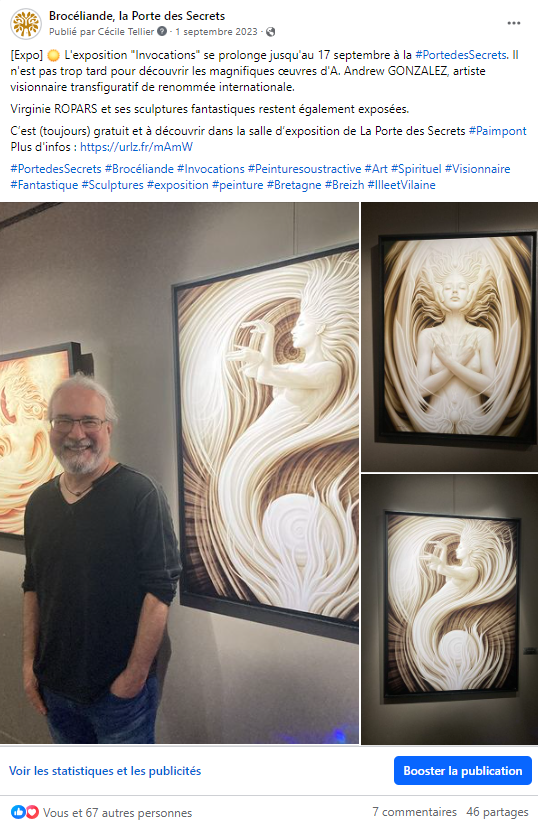 Brocéliande, la Porte des Secrets
Publié par Cécile Tellier · 1 septembre 2023 ·
[Expo] L'exposition "Invocations" se prolonge jusqu'au 17 septembre à la #PortedesSecrets. Il
n'est pas trop tard pour découvrir les magnifiques œuvres d'A. Andrew GONZALEZ, artiste
visionnaire transfiguratif de renommée internationale.
Virginie ROPARS et ses sculptures fantastiques restent également exposées.
C'est (toujours) gratuit et à découvrir dans la salle d'exposition de La Porte des Secrets #Paimpont
Plus d'infos : https://urlz.fr/mAmW
#PortedesSecrets #Brocéliande #Invocations #Peinturesoustractive #Art #Spirituel #Visionnaire
#Fantastique #Sculptures #exposition #peinture #Bretagne #Breizh #IlleetVilaine
Voir les statistiques et les publicités
Booster la publication
Vous et 67 autres personnes
7 commentaires 46 partages